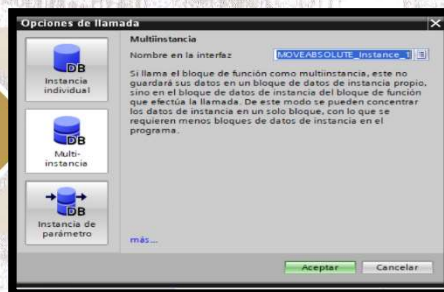 Opciones de llamada
DB
Instancia
individual
DB
Multi-
instancia
DB
Instancia de
parámetro
Multiinstancia
Nombre en la interfaz
MOVEABSOLUTE_Instance_1
Si llama el bloque de función como multiinstancia, este no
guardará sus datos en un bloque de datos de instancia propio,
sino en el bloque de datos de instancia del bloque de función
que efectúa la llamada. De este modo se pueden concentrar
los datos de instancia en un solo bloque, con lo que se
requieren menos bloques de datos de instancia en el
programa.
más...
Aceptar
Cancelar